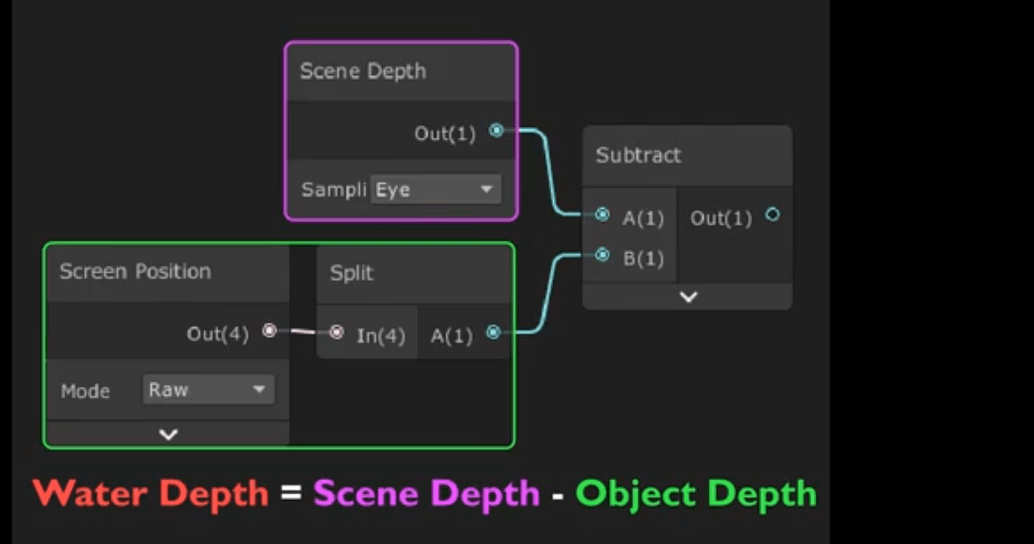 Scene Depth
Out(1)
Sampli Eye
Subtract
A(1) Out(1)
B(1)
Screen Position
Out(4)
Mode Raw
Split
In(4) A(1)
Water Depth = Scene Depth - Object Depth